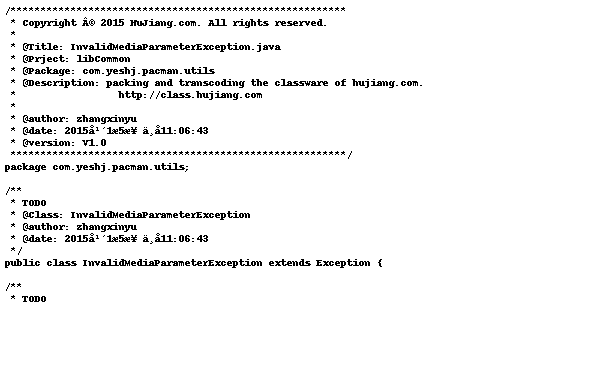 /********************************************************
 * Copyright Â© 2015 HuJiang.com. All rights reserved.
 *
 * @Title: InvalidMediaParameterException.java
 * @Prject: libCommon
 * @Package: com.yeshj.pacman.utils
 * @Description: packing and transcoding the classware of hujiang.com.
 *                 http://class.hujiang.com
 *
 * @author: zhangxinyu
 * @date: 2015å¹´1æ5æ¥ ä¸å11:06:43
 * @version: V1.0
 ********************************************************/
package com.yeshj.pacman.utils;

/**
 * TODO
 * @Class: InvalidMediaParameterException
 * @author: zhangxinyu
 * @date: 2015å¹´1æ5æ¥ ä¸å11:06:43
 */
public class InvalidMediaParameterException extends Exception {

/**
 * TODO